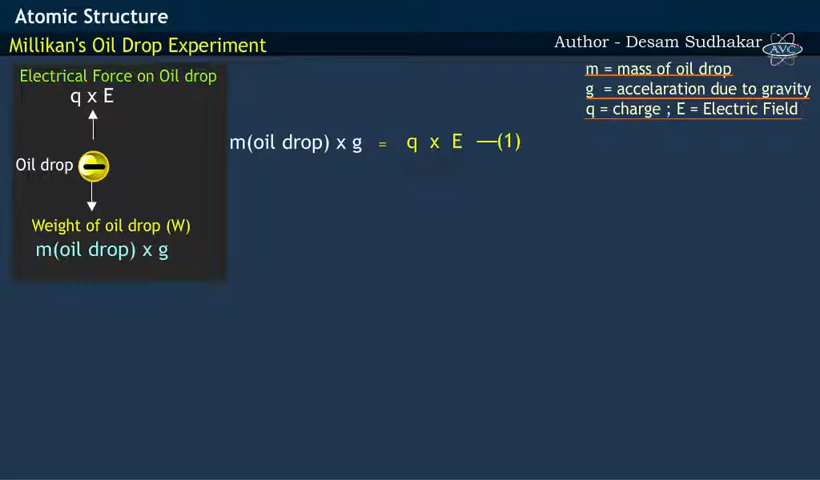 Atomic Structure
Millikan's Oil Drop Experiment
Author - Desam Sudhakar
AVC
Electrical Force on Oil drop
q x E
Oil drop
Weight of oil drop (W)
m(oil drop) x g
m(oil drop) x g = q x E —(1)
m = mass of oil drop
g = accelaration due to gravity
q = charge ; E = Electric Field